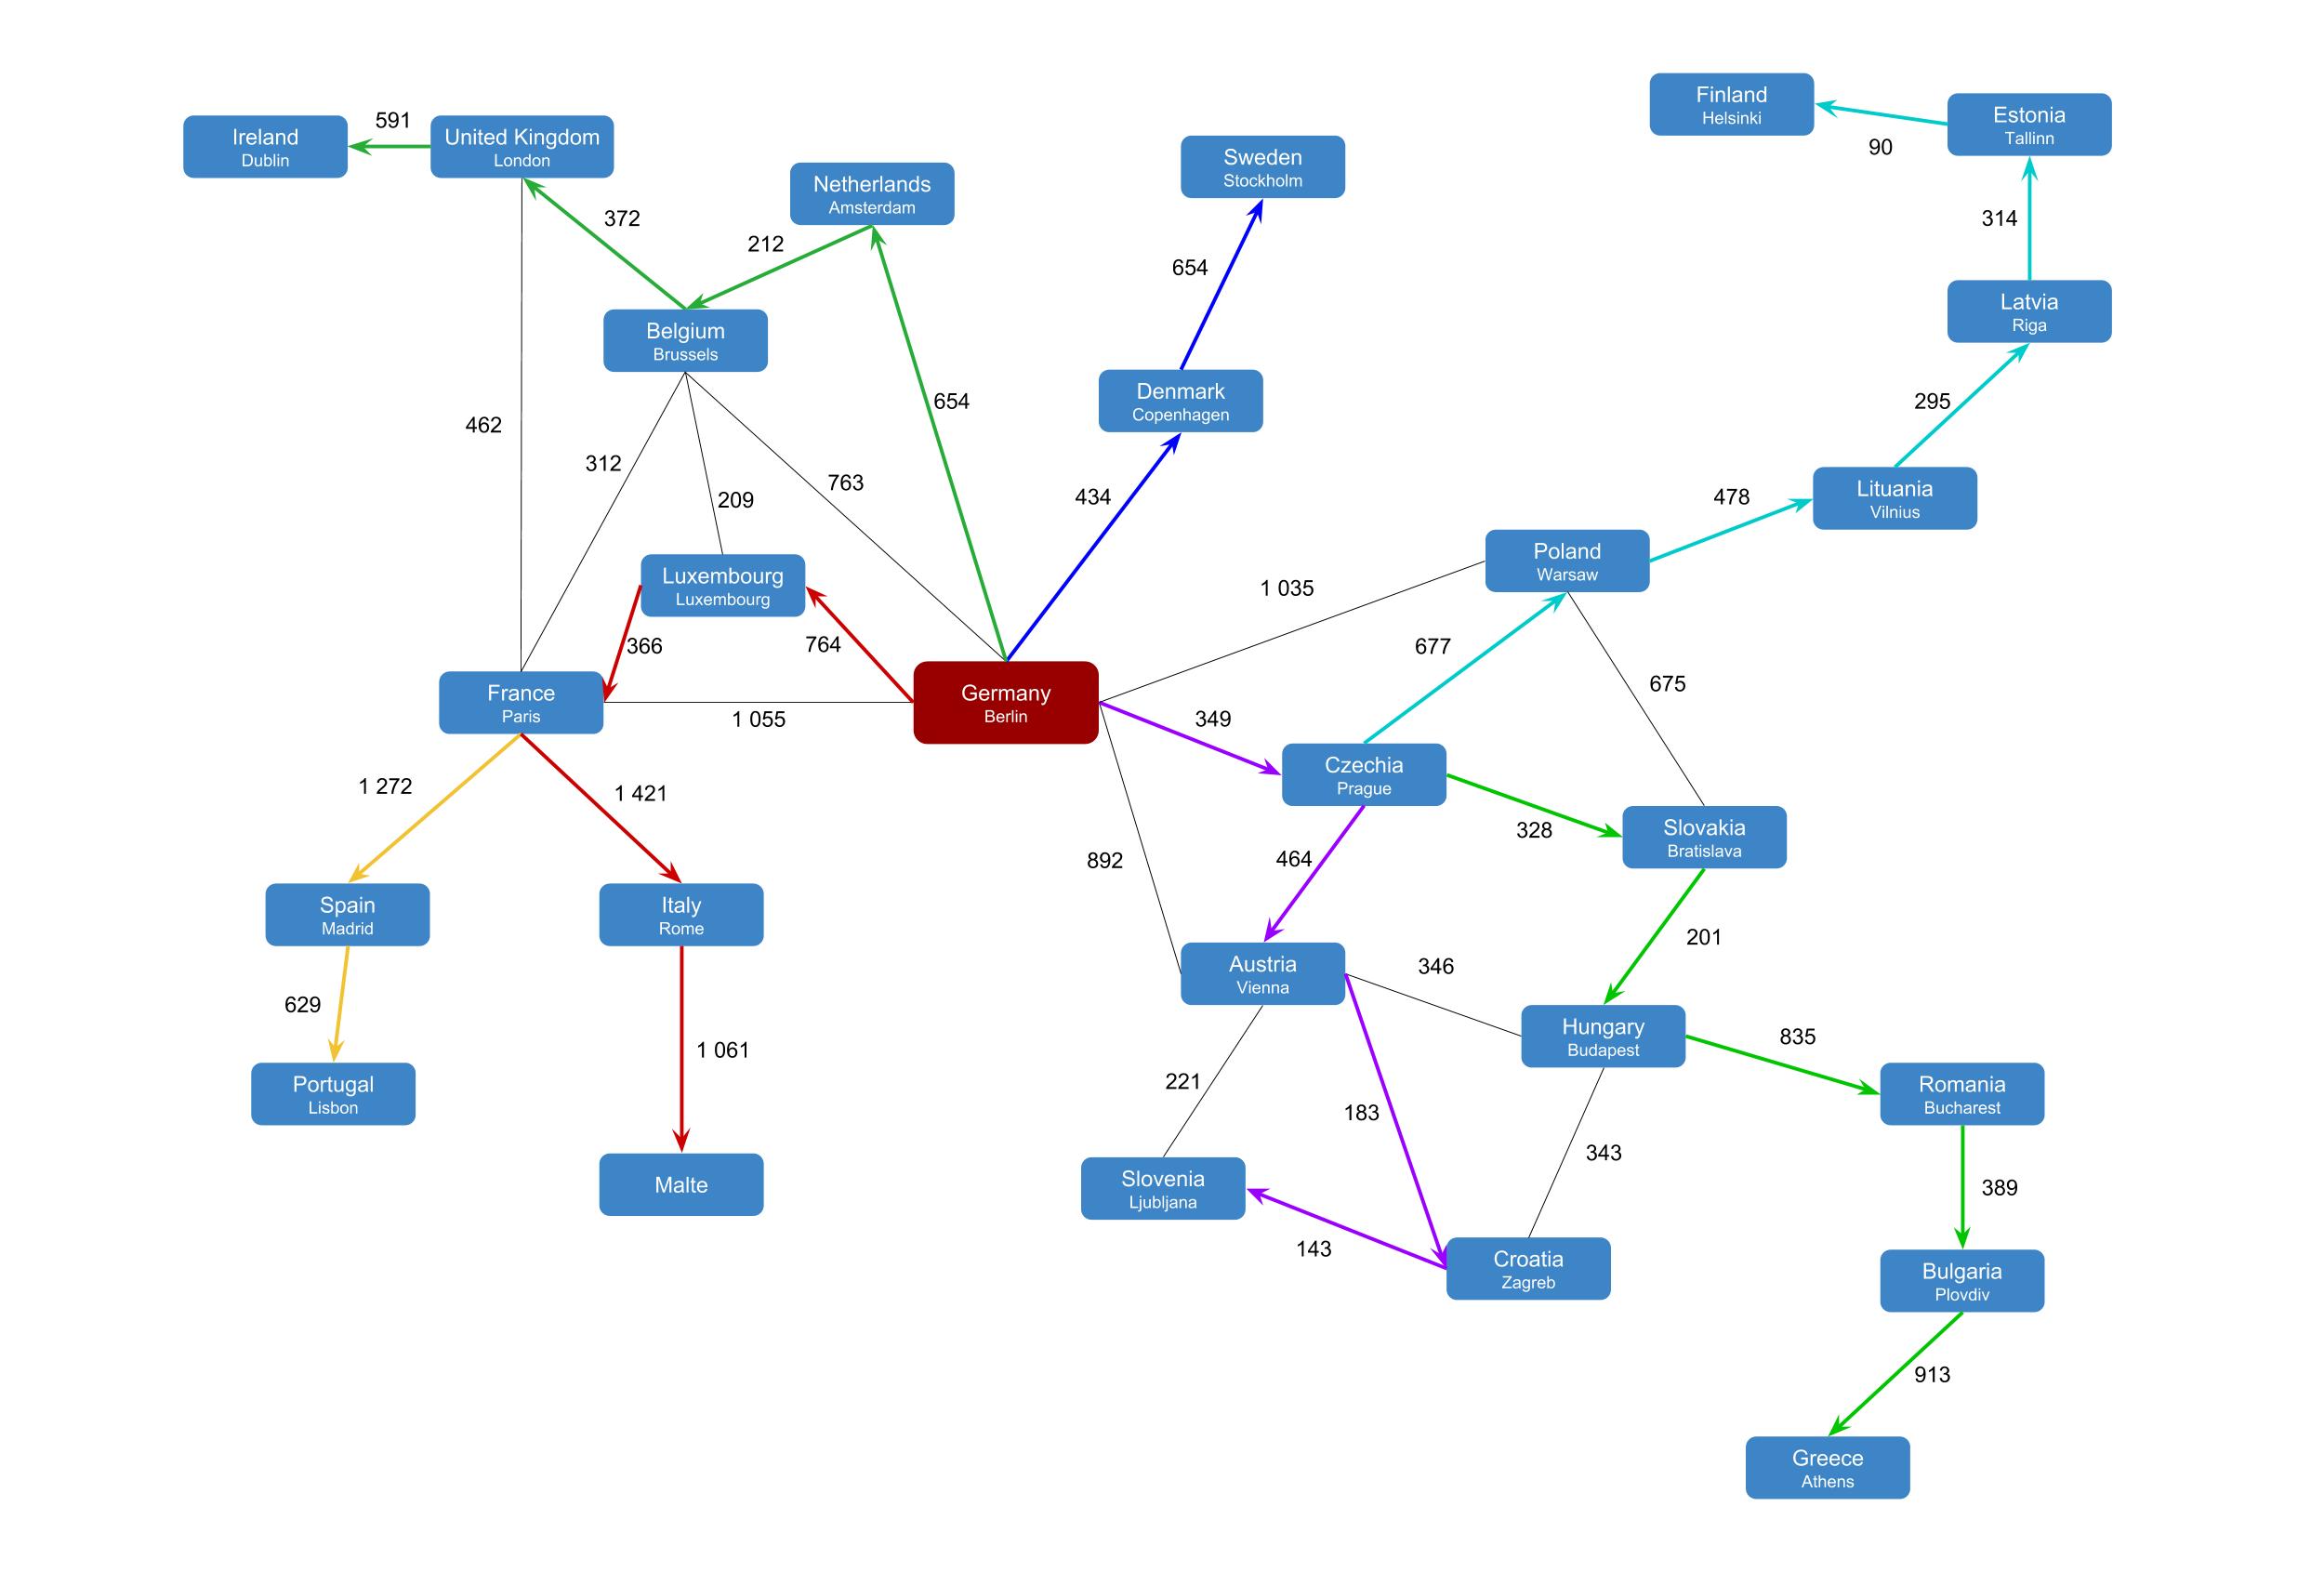 Finland
Helsinki
Estonia
Tallinn
90
591
Ireland
Dublin
United Kingdom
London
Sweden
Stockholm
Netherlands
Amsterdam
372
212
314
654
Latvia
Riga
Belgium
Brussels
Denmark
Copenhagen
654
295
462
312
209
763
434
478
Lituania
Vilnius
Poland
Warsaw
1 035
Luxembourg
Luxembourg
366
764
677
675
France
Paris
1 055
Germany
Berlin
349
Czechia
Prague
1 272
1 421
328
Slovakia
Bratislava
892
464
Spain
Madrid
Italy
Rome
201
Austria
Vienna
346
629
1 061
Hungary
Budapest
835
Portugal
Lisbon
221
183
Romania
Bucharest
343
Malte
Slovenia
Ljubljana
389
143
Croatia
Zagreb
Bulgaria
Plovdiv
913
Greece
Athens